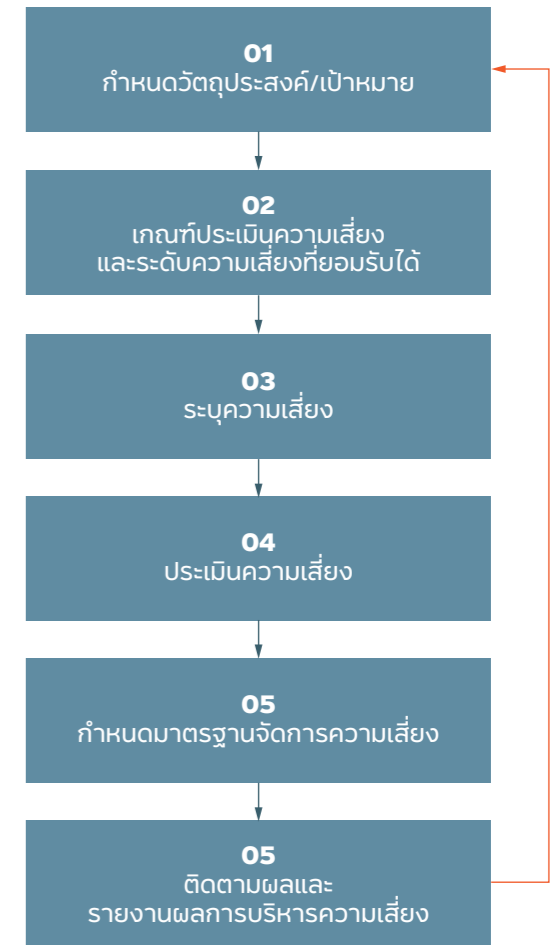 01
กำหนดวัตถุประสงค์/เป้าหมาย
02
เกณฑ์ประเมินความเสี่ยง
และระดับความเสี่ยงที่ยอมรับได้
03
ระบุความเสี่ยง
04
ประเมินความเสี่ยง
05
กำหนดมาตรฐานจัดการความเสี่ยง
05
ติดตามผลและ
รายงานผลการบริหารความเสี่ยง